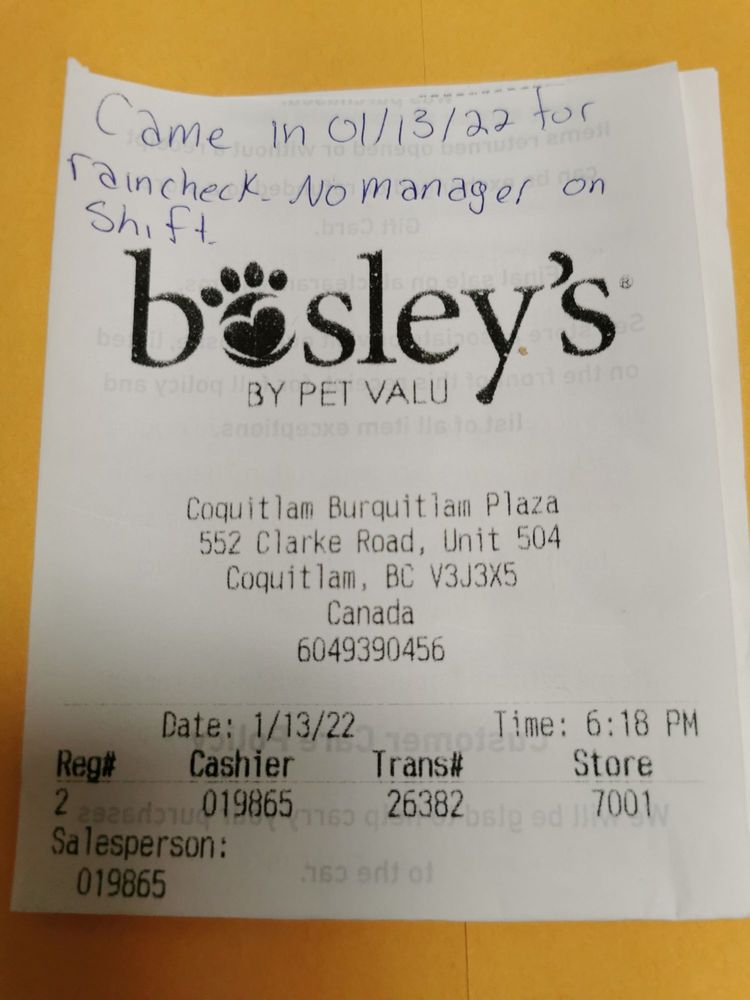 Came in 01/13/22 for
raincheck. No manager on
Shift.
bosley's®
BY PET VALU
Coquitlam Burquitlam Plaza
552 Clarke Road, Unit 504
Coquitlam, BC V3J3X5
Canada
6049390456
Date: 1/13/22 Time: 6:18 PM
Reg# Cashier Trans# Store
2 019865 26382 7001
Salesperson:
019865